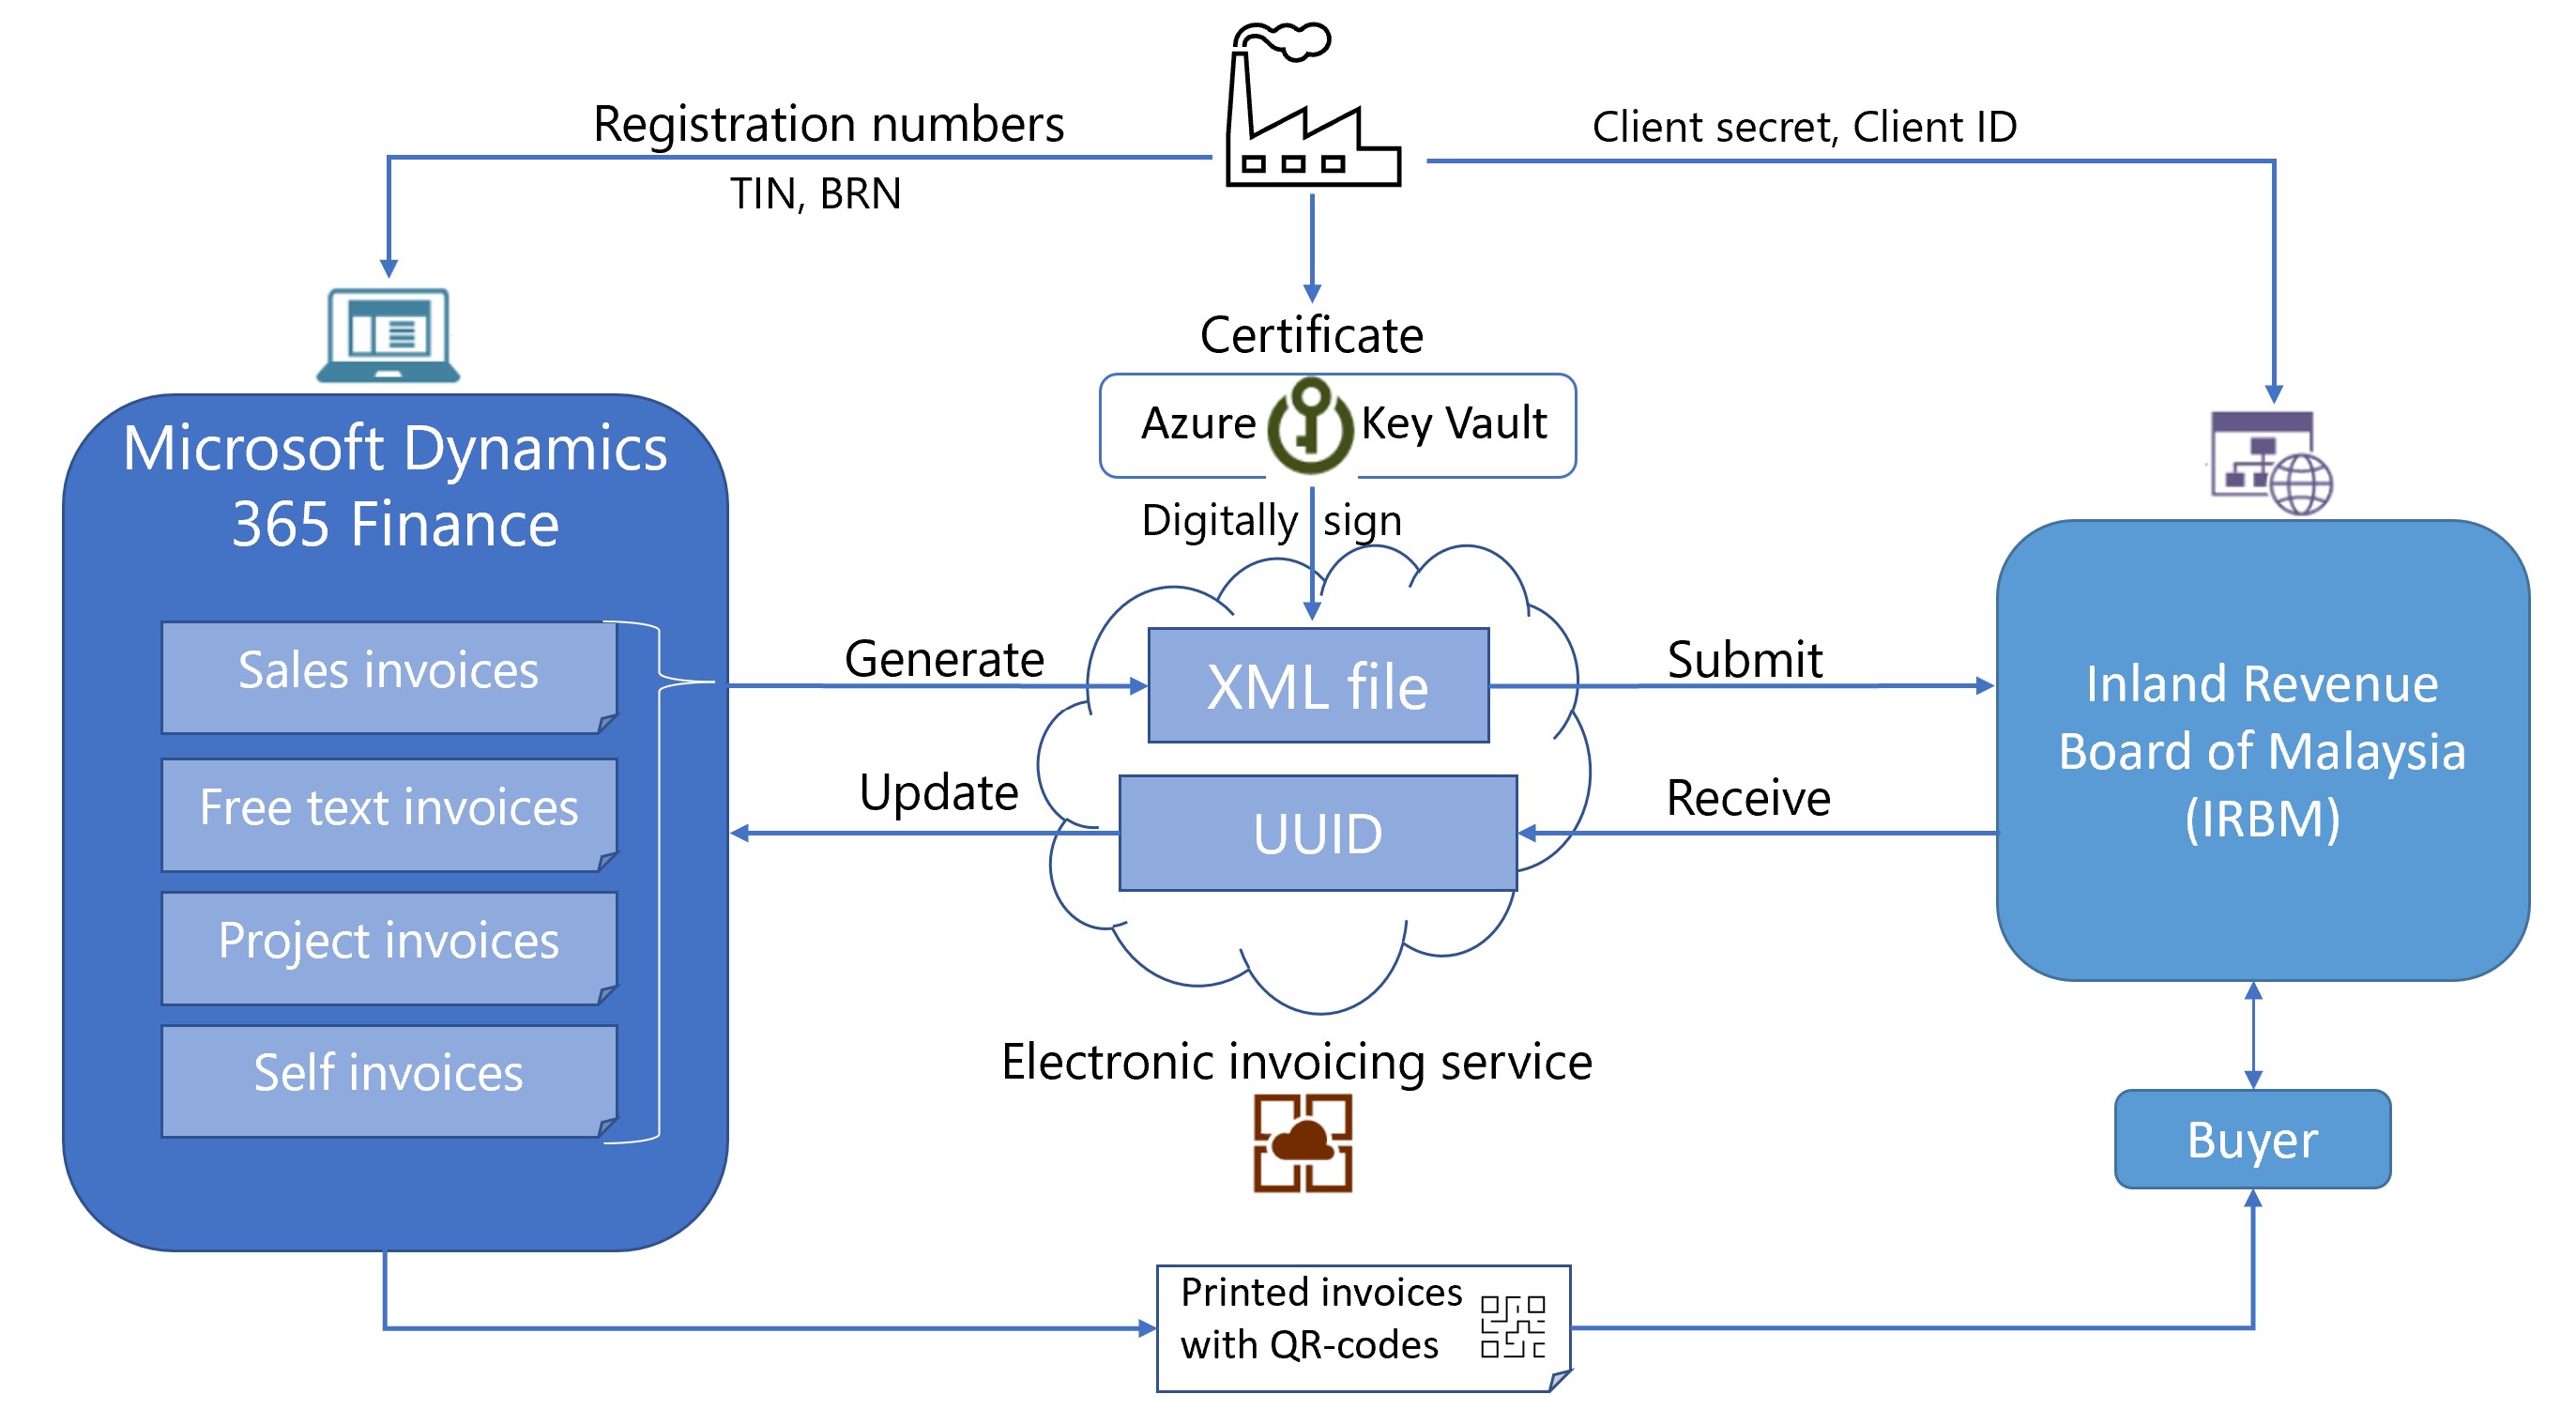 Registration numbers
TIN, BRN
Client secret, Client ID
Certificate
Azure Key Vault
Digitally sign
Microsoft Dynamics
365 Finance
Sales invoices
Free text invoices
Project invoices
Self invoices
Generate
XML file
Submit
Update
UUID
Receive
Inland Revenue
Board of Malaysia
(IRBM)
Electronic invoicing service
Buyer
Printed invoices
with QR-codes